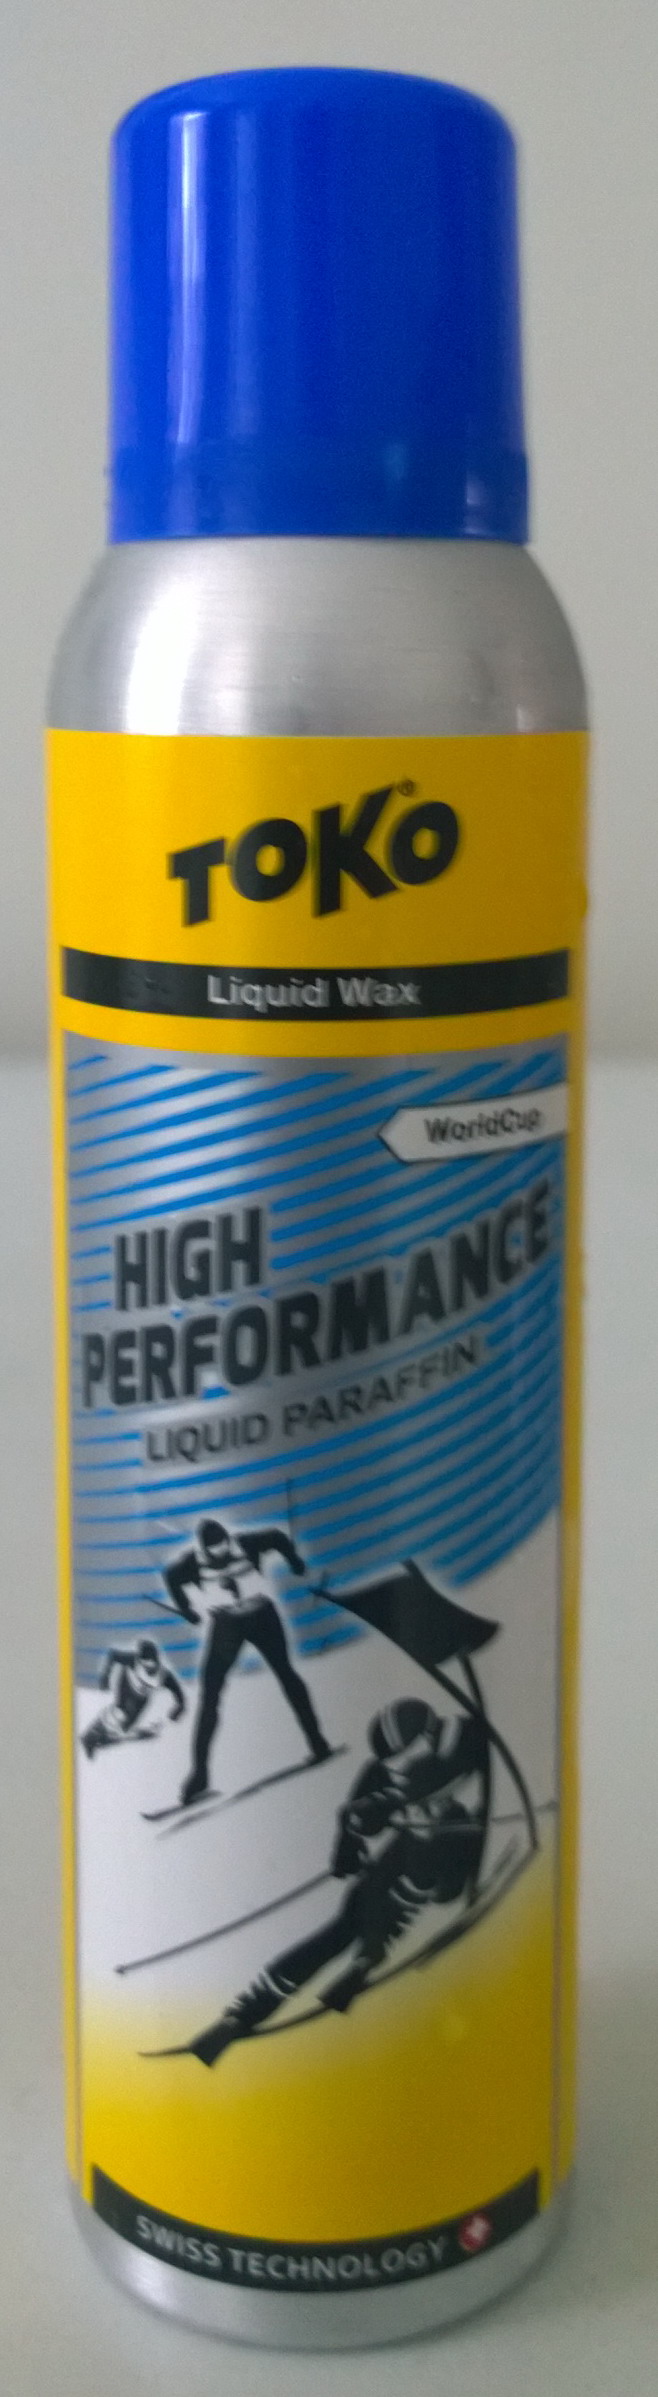 TOKO®
Liquid Wax
WorldCup
HIGH
PERFORMANCE
LIQUID PARAFFIN
SWISS TECHNOLOGY